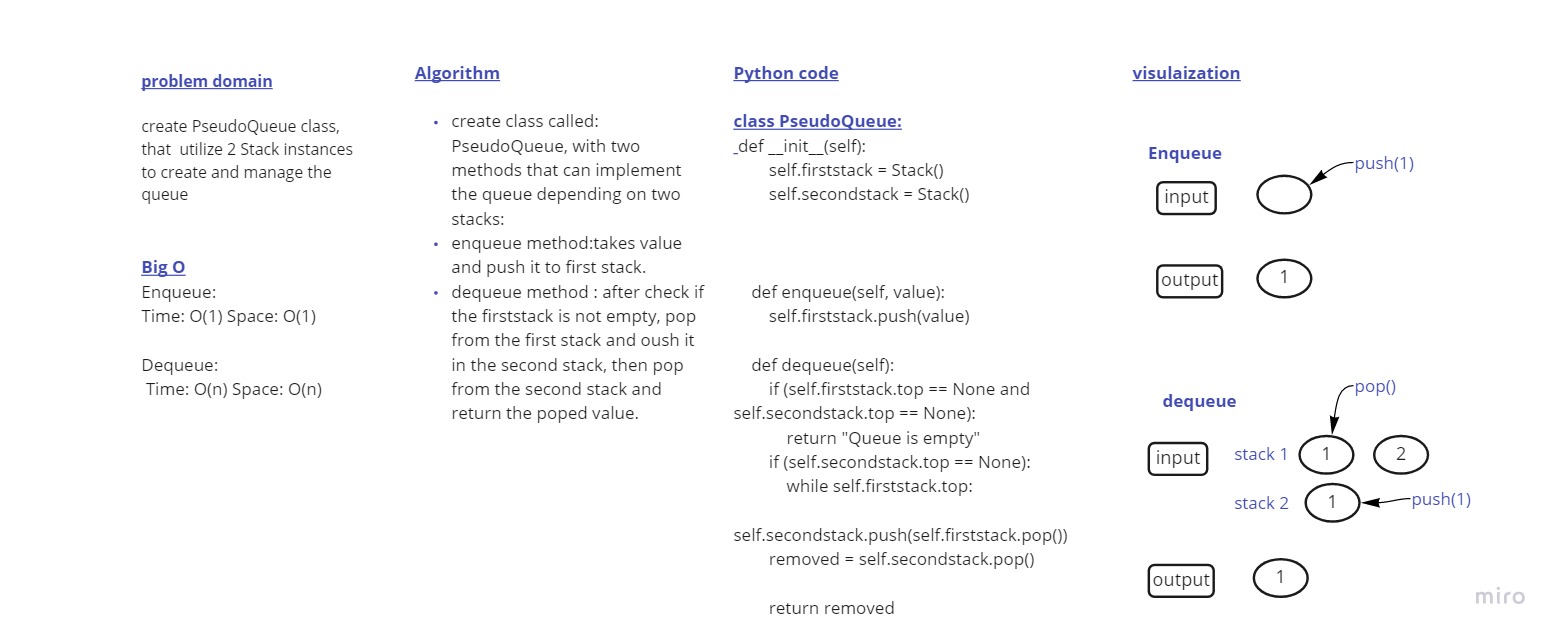 problem domain
create PseudoQueue class,
that utilize 2 Stack instances
to create and manage the
queue
Big O
Enqueue:
Time: O(1) Space: O(1)
Dequeue:
Time: O(n) Space: O(n)
Algorithm
• create class called:
PseudoQueue, with two
methods that can implement
the queue depending on two
stacks:
• enqueue method:takes value
and push it to first stack.
• dequeue method : after check if
the firststack is not empty, pop
from the first stack and oush it
in the second stack, then pop
from the second stack and
return the poped value.
Python code
class PseudoQueue:
_def __init__(self):
self.firststack = Stack()
self.secondstack = Stack()
def enqueue(self, value):
self.firststack.push(value)
def dequeue(self):
if (self.firststack.top == None and
self.secondstack.top == None):
return "Queue is empty"
if (self.secondstack.top == None):
while self.firststack.top:
self.secondstack.push(self.firststack.pop())
removed = self.secondstack.pop()
return removed
visulaization
Enqueue
push(1)
input
output
1
dequeue
pop()
input
stack 1
1
2
stack 2
1
push(1)
output
1
miro